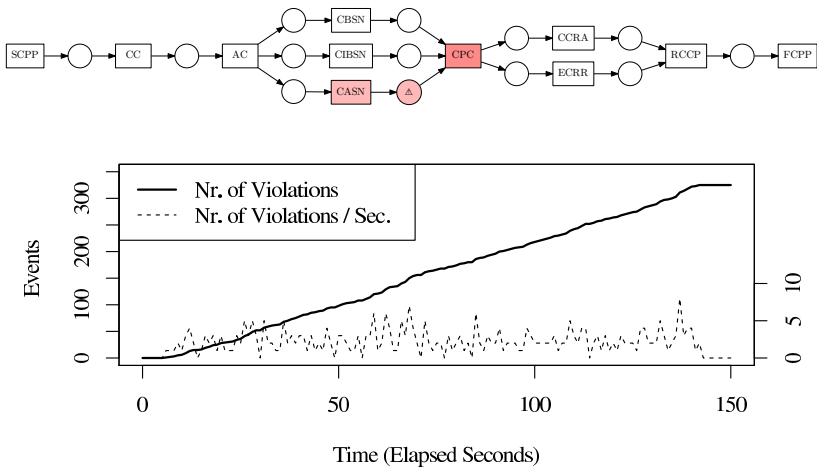 CBSN
CCRA
SCPP CC AC CIBSN CPC RCCP FCPP
ECRR
CASN ⚠
Nr. of Violations
Nr. of Violations / Sec.
Events
0 100 200 300
0 5 10
0 50 100 150
Time (Elapsed Seconds)